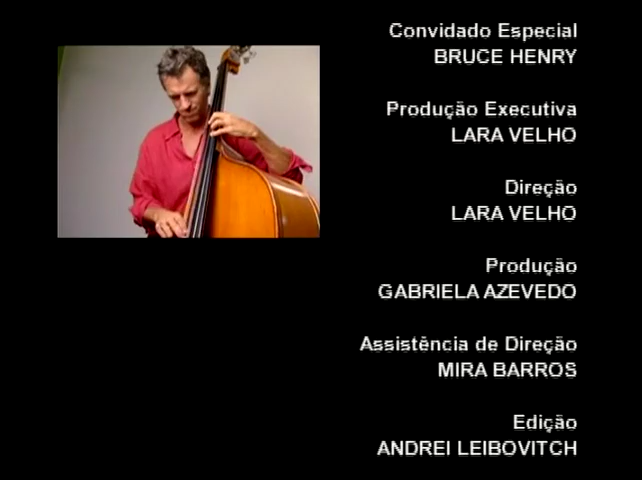 Convidado Especial
BRUCE HENRY
Produção Executiva
LARA VELHO
Direção
LARA VELHO
Produção
GABRIELA AZEVEDO
Assistência de Direção
MIRA BARROS
Edição
ANDREI LEIBOVITCH